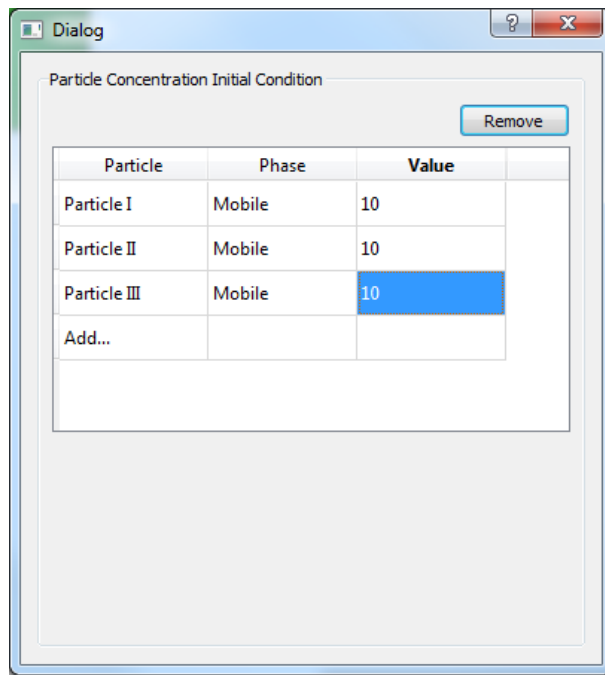 Dialog
Particle Concentration Initial Condition
Remove
Particle Phase Value
Particle I Mobile 10
Particle II Mobile 10
Particle III Mobile 10
Add...